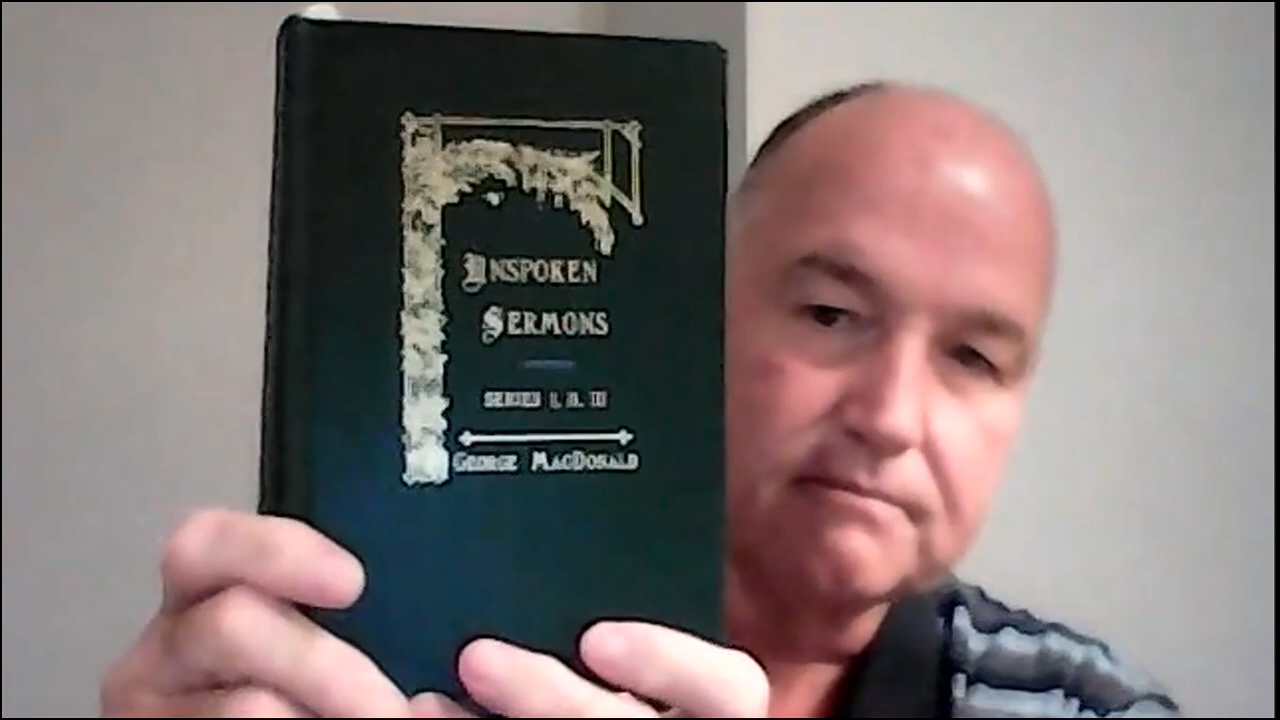 UNSPOKEN
SERMONS
SERIES I, II, III
GEORGE MACDONALD